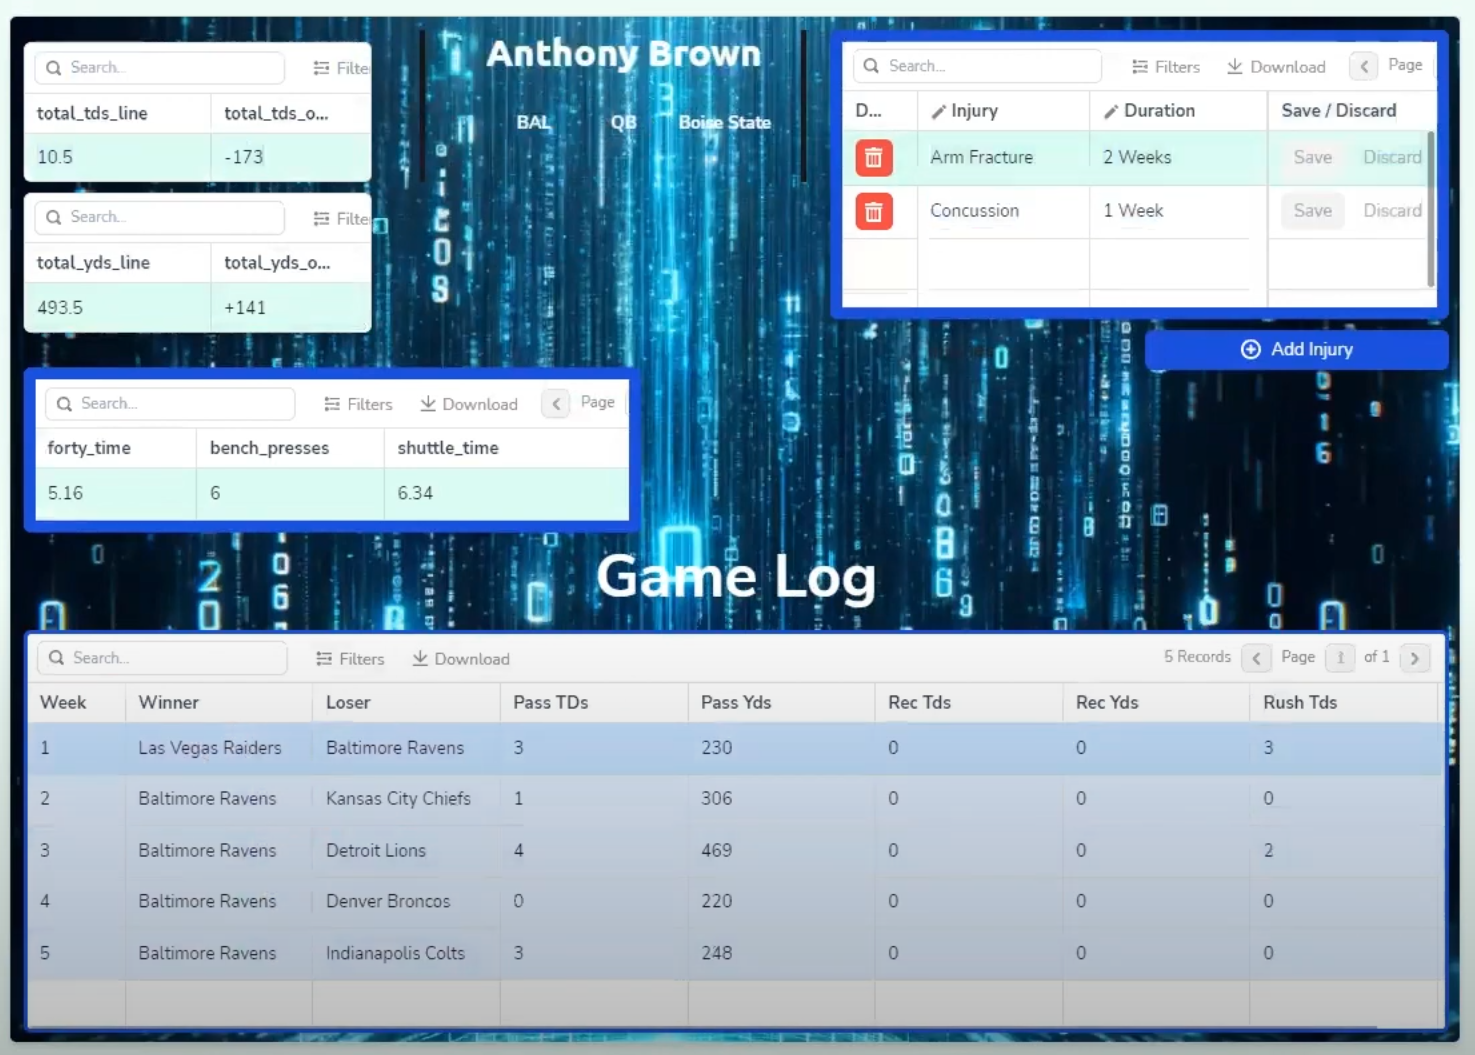 Search...
Filte
total_tds_line total_tds_o...
10.5 -173
Search...
Filte
total_yds_line total_yds_o...
493.5 +141
Anthony Brown
BAL QB Boise State
Search... Filters Download Page
D... Injury Duration Save / Discard
Arm Fracture 2 Weeks Save Discard
Concussion 1 Week Save Discard
Add Injury
Search... Filters Download Page
forty_time bench_presses shuttle_time
5.16 6 6.34
Game Log
Search... Filters Download 5 Records Page 1 of 1
Week Winner Loser Pass TDs Pass Yds Rec Tds Rec Yds Rush Tds
1 Las Vegas Raiders Baltimore Ravens 3 230 0 0 3
2 Baltimore Ravens Kansas City Chiefs 1 306 0 0 0
3 Baltimore Ravens Detroit Lions 4 469 0 0 2
4 Baltimore Ravens Denver Broncos 0 220 0 0 0
5 Baltimore Ravens Indianapolis Colts 3 248 0 0 0